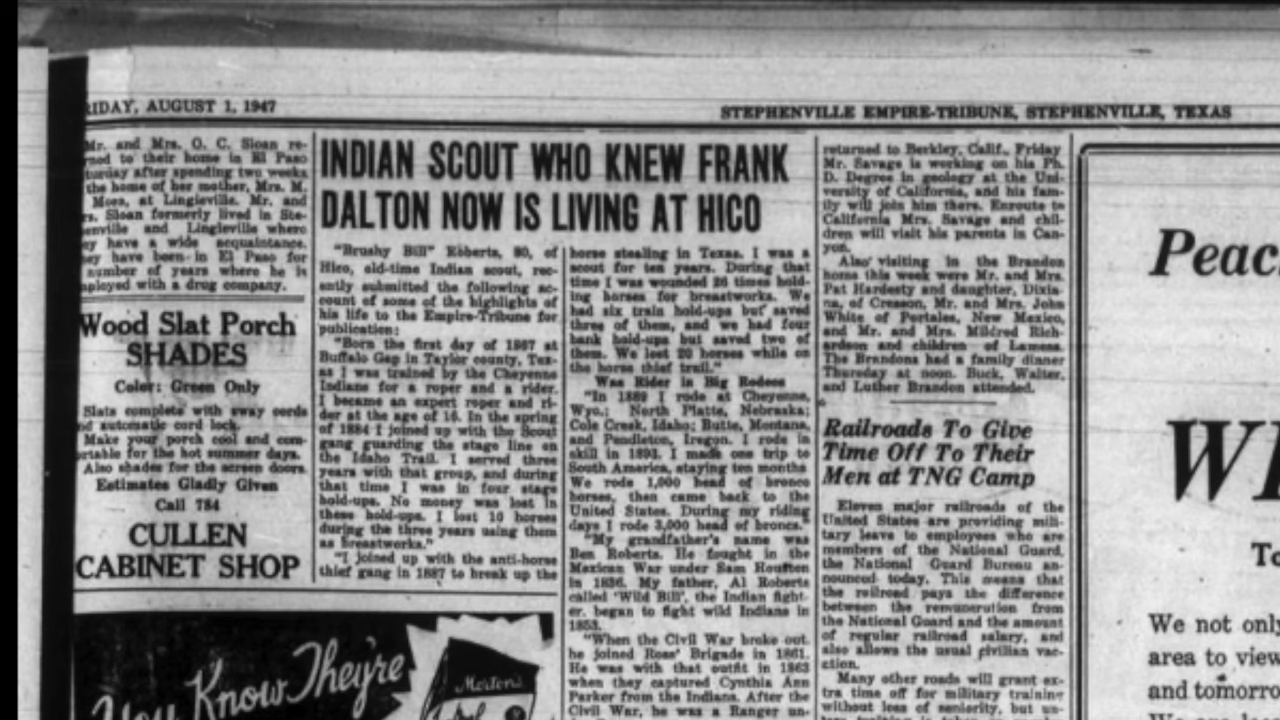 RIDAY, AUGUST 1, 1947
STEPHENVILLE EMPIRE-TRIBUNE, STEPHENVILLE, TEXAS
Mr. and Mrs. O. C. Sloan re-
ned to their home in El Paso
turday after spending two weeks
the home of her mother, Mrs. M.
Moss, at Lingleville. Mr. and
rs. Sloan formerly lived in Ste-
enville and Lingleville where
ey have a wide acquaintance.
ey have been in El Paso for
number of years where he is
mployed with a drug company.
Wood Slat Porch
SHADES
Color: Green Only
Slats complete with sway cords
nd automatic cord lock.
Make your porch cool and com-
rtable for the hot summer days.
Also shades for the screen doors.
Estimates Gladly Given
Call 784
CULLEN
CABINET SHOP
INDIAN SCOUT WHO KNEW FRANK
DALTON NOW IS LIVING AT HICO
"Brushy Bill" Roberts, 80, of
Hico, old-time Indian scout, rec-
ently submitted the following ac-
count of some of the highlights of
his life to the Empire-Tribune for
publication:
"Born the first day of 1867 at
Buffalo Gap in Taylor county, Tex-
as I was trained by the Cheyenne
Indians for a roper and a rider.
I became an expert roper and ri-
der at the age of 16. In the spring
of 1884 I joined up with the Scout
gang guarding the stage line on
the Idaho Trail. I served three
years with that group, and during
that time I was in four stage
hold-ups. No money was lost in
these hold-ups. I lost 10 horses
during the three years using them
as breastworks."
"I joined up with the anti-horse
thief gang in 1887 to break up the
You Know They're
Morton's
horse stealing in Texas. I was a
scout for ten years. During that
time I was wounded 26 times hold-
ing horses for breastworks. We
had six train hold-ups but saved
three of them, and we had four
bank hold-ups but saved two of
them. We lost 20 horses while on
the horse thief trail."
Was Rider in Big Rodeos
"In 1889 I rode at Cheyenne,
Wyo.; North Platte, Nebraska;
Cole Creek, Idaho; Butte, Montana,
and Pendleton, Iregon. I rode in
skill in 1893. I made one trip to
South America, staying ten months
We rode 1,000 head of bronco
horses, then came back to the
United States. During my riding
days I rode 3,000 head of broncs."
"My grandfather's name was
Ben Roberts. He fought in the
Mexican War under Sam Houston
in 1836. My father, Al Roberts
called 'Wild Bill', the Indian fight-
er, began to fight wild Indians in
1853.
"When the Civil War broke out,
he joined Ross' Brigade in 1861.
He was with that outfit in 1863
when they captured Cynthia Ann
Parker from the Indians. After the
Civil War, he was a Ranger un-
returned to Berkley, Calif., Friday
Mr. Savage is working on his Ph.
D. Degree in geology at the Uni-
versity of California, and his fam-
ily will join him there. Enroute to
California Mrs. Savage and chil-
dren will visit his parents in Can-
yon.
Also visiting in the Brandon
home this week were Mr. and Mrs.
Pat Hardesty and daughter, Dixia-
na, of Cresson, Mr. and Mrs. John
White of Portales, New Mexico,
and Mr. and Mrs. Mildred Rich-
ardson and children of Lamesa.
The Brandons had a family dinner
Thursday at noon. Buck, Walter,
and Luther Brandon attended.
Railroads To Give
Time Off To Their
Men at TNG Camp
Eleven major railroads of the
United States are providing mili-
tary leave to employees who are
members of the National Guard,
the National Guard Bureau an-
nounced today. This means that
the railroad pays the difference
between the remuneration from
the National Guard and the amount
of regular railroad salary, and
also allows the usual civilian vac-
ction.
Many other roads will grant ex-
tra time off for military training
without loss of seniority, but un-
Peac
WE
To
We not only
area to view
and tomorro